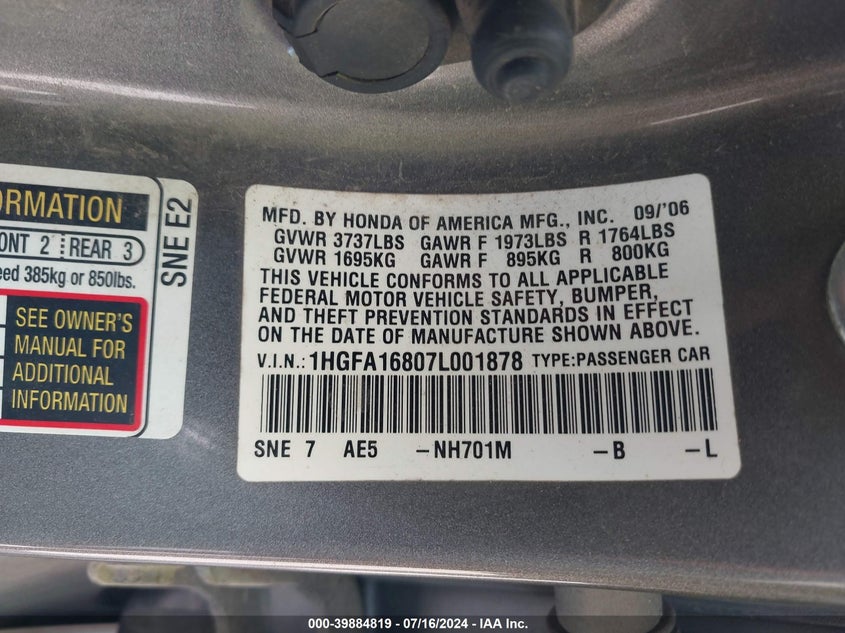 ORMATION
ONT 2 REAR 3
eed 385kg or 850lbs.
SEE OWNER'S
MANUAL FOR
ADDITIONAL
INFORMATION
SNE E2
MFD. BY HONDA OF AMERICA MFG., INC. 09/'06
GVWR 3737LBS GAWR F 1973LBS R 1764LBS
GVWR 1695KG GAWR F 895KG R 800KG
THIS VEHICLE CONFORMS TO ALL APPLICABLE
FEDERAL MOTOR VEHICLE SAFETY, BUMPER,
AND THEFT PREVENTION STANDARDS IN EFFECT
ON THE DATE OF MANUFACTURE SHOWN ABOVE.
V.I.N.: 1HGFA16807L001878 TYPE:PASSENGER CAR
SNE 7 AE5 -NH701M -B -L
000-39884819 / 07/16/2024 - IAA Inc.